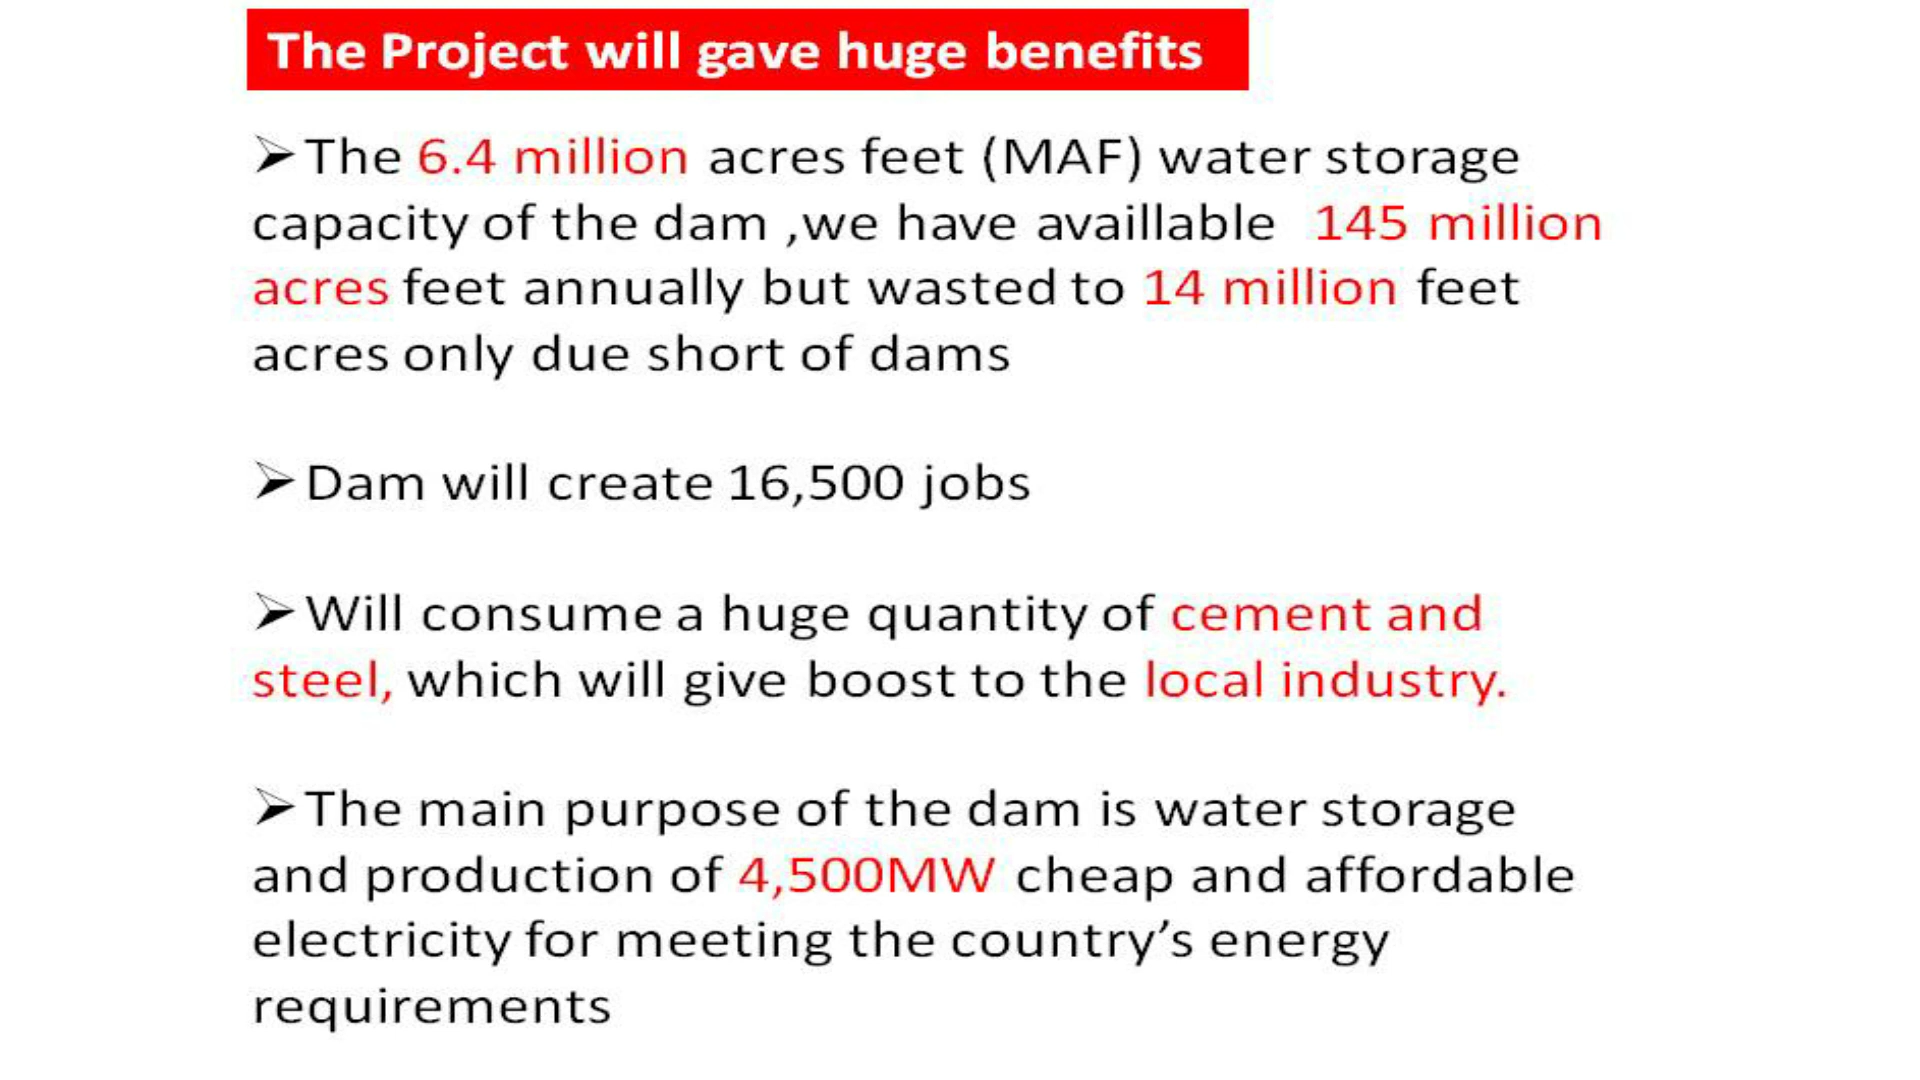 The Project will gave huge benefits
➢The 6.4 million acres feet (MAF) water storage
capacity of the dam ,we have availlable 145 million
acres feet annually but wasted to 14 million feet
acres only due short of dams
➢Dam will create 16,500 jobs
➢Will consume a huge quantity of cement and
steel, which will give boost to the local industry.
➢The main purpose of the dam is water storage
and production of 4,500MW cheap and affordable
electricity for meeting the country’s energy
requirements